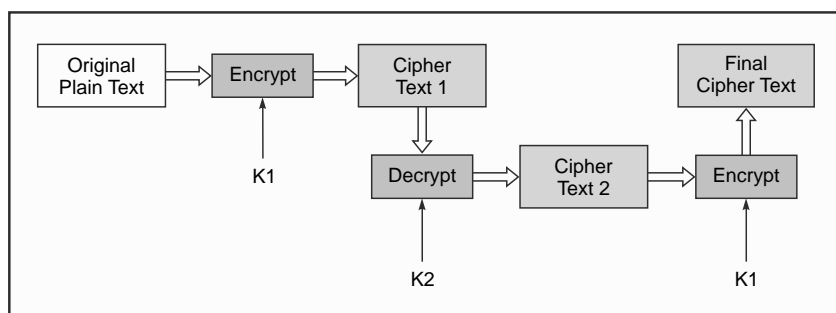 Original
Plain Text
Encrypt
Cipher
Text 1
Final
Cipher Text
K1
Decrypt
Cipher
Text 2
Encrypt
K2
K1